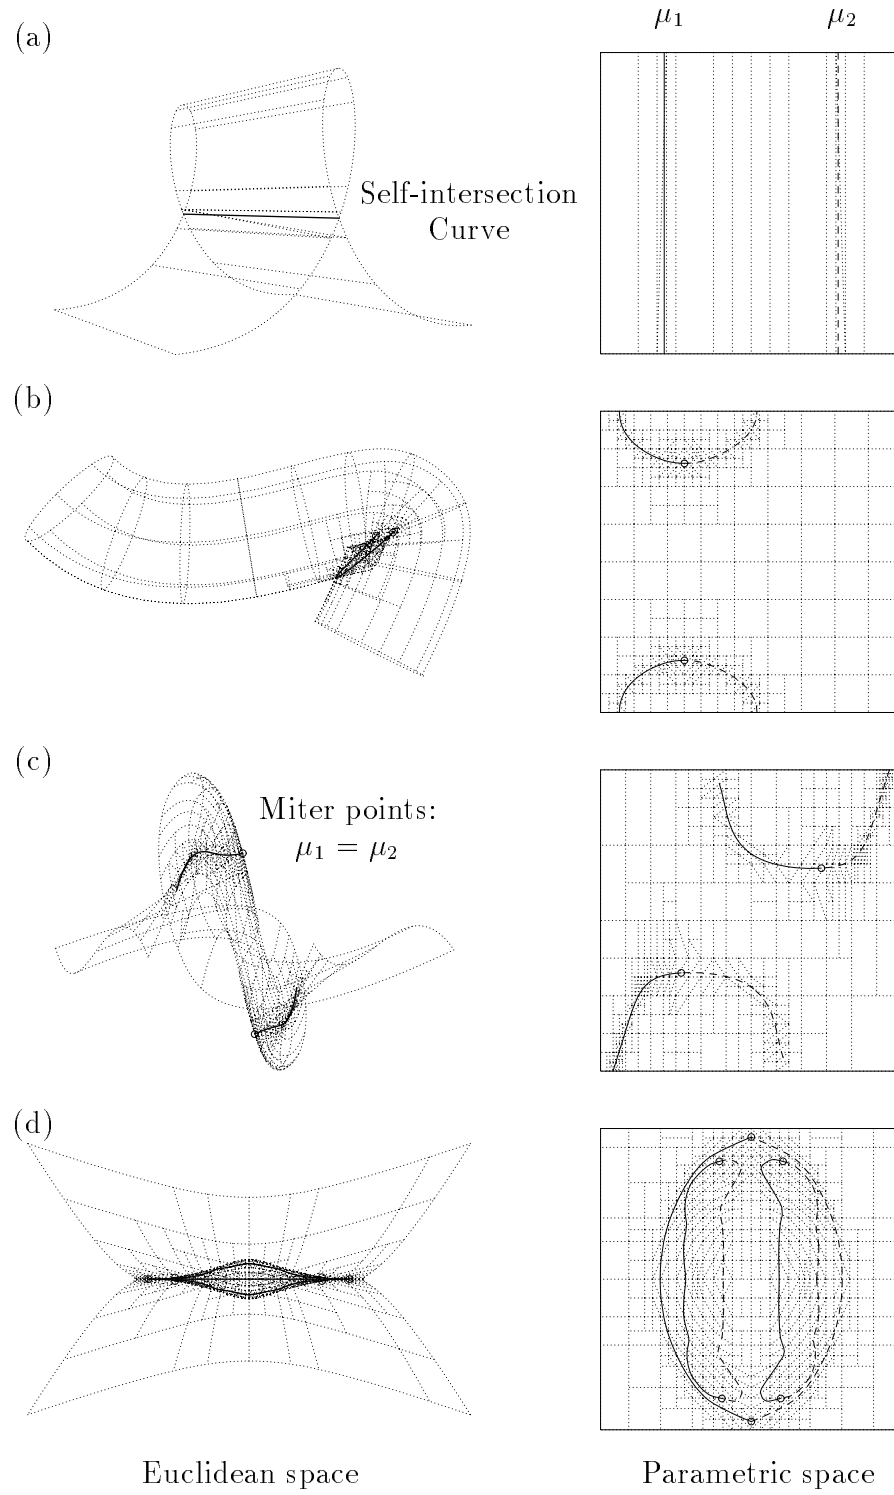 (a)
μ1 μ2
Self-intersection
Curve
(b)
(c)
Miter points:
μ1 = μ2
(d)
Euclidean space
Parametric space